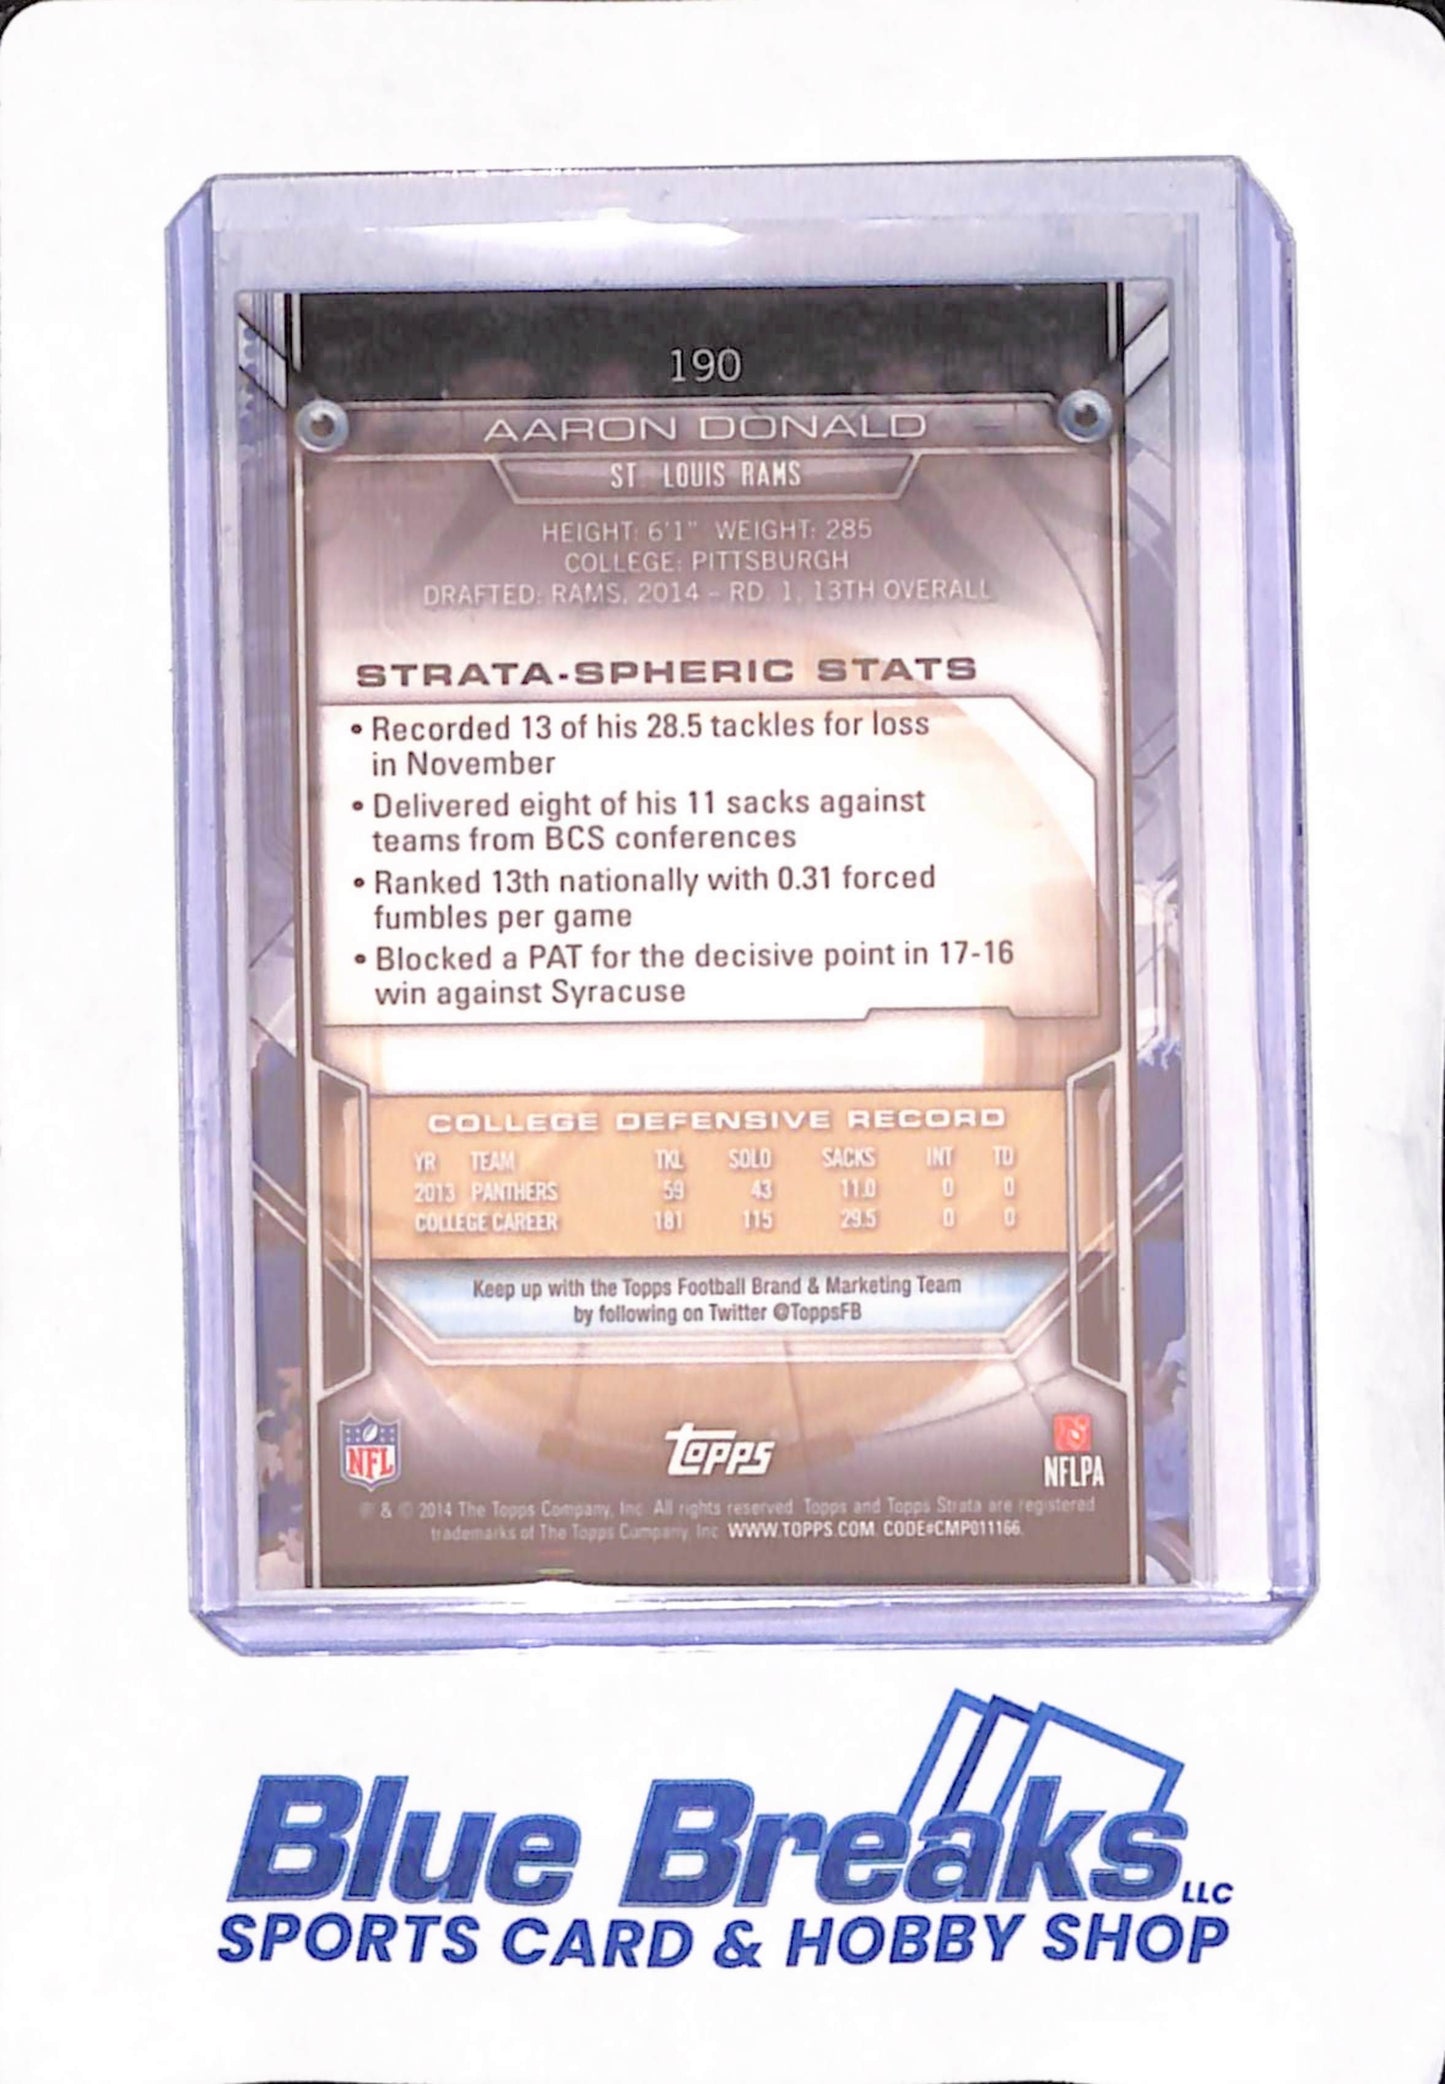 190
AARON DONALD
ST LOUIS RAMS
HEIGHT: 6'1" WEIGHT: 285
COLLEGE: PITTSBURGH
DRAFTED: RAMS, 2014 - RD. 1, 13TH OVERALL
STRATA-SPHERIC STATS
• Recorded 13 of his 28.5 tackles for loss
in November
• Delivered eight of his 11 sacks against
teams from BCS conferences
• Ranked 13th nationally with 0.31 forced
fumbles per game
• Blocked a PAT for the decisive point in 17-16
win against Syracuse
COLLEGE DEFENSIVE RECORD
YR TEAM TKL SOLO SACKS INT TD
2013 PANTHERS 59 43 11.0 0 0
COLLEGE CAREER 181 115 29.5 0 0
Keep up with the Topps Football Brand & Marketing Team
by following on Twitter @ToppsFB
NFL
Topps
NFLPA
® & © 2014 The Topps Company, Inc. All rights reserved. Topps and Topps Strata are registered
trademarks of The Topps Company, Inc. WWW.TOPPS.COM CODE#CMP011166
Blue Breaks LLC
SPORTS CARD & HOBBY SHOP